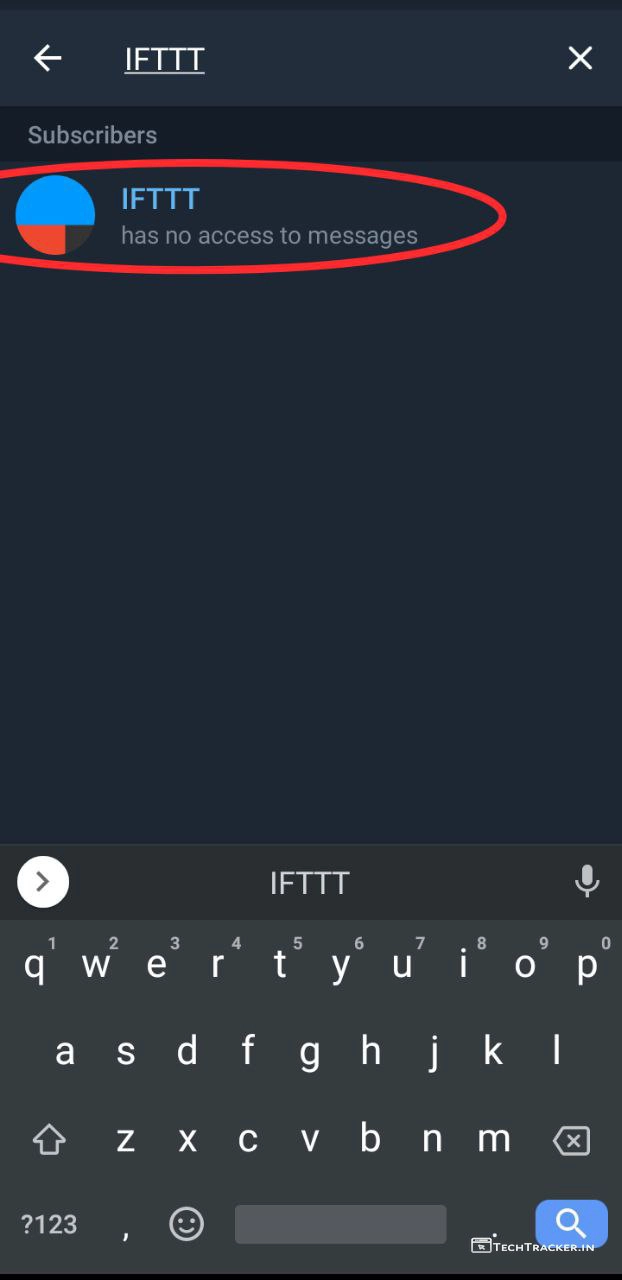 IFTTT
Subscribers
IFTTT
has no access to messages
IFTTT
1 2 3 4 5 6 7 8 9 0
q w e r t y u i o p
a s d f g h j k l
z x c v b n m
?123 , .
TECHTRACKER.IN